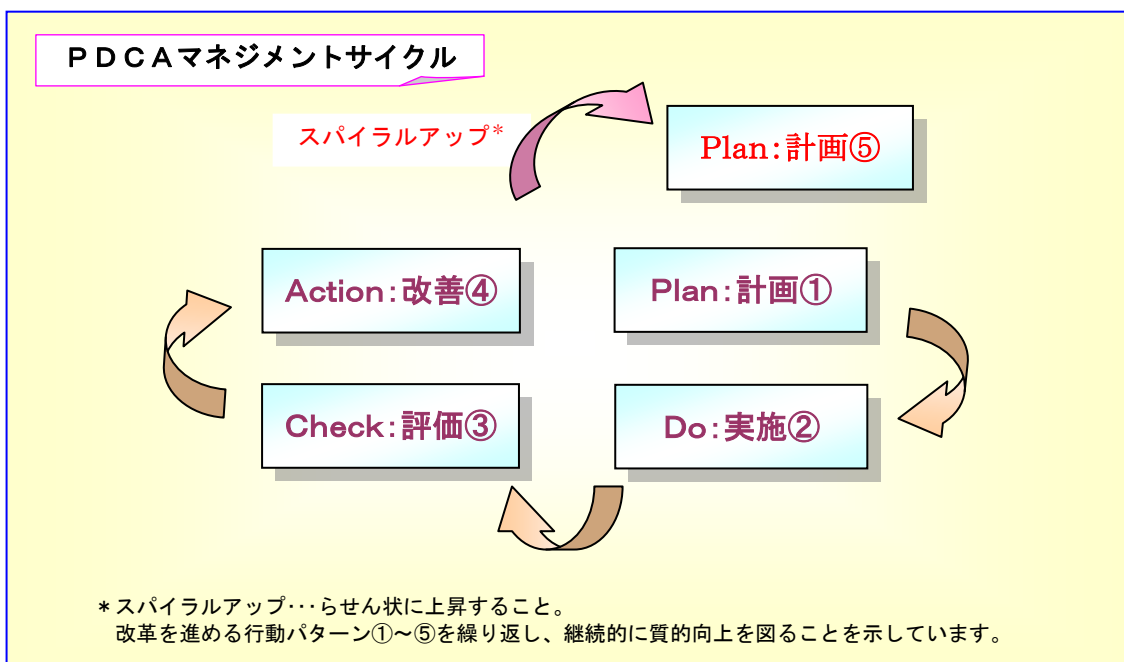 ＰＤＣＡマネジメントサイクル
スパイラルアップ*
Plan:計画⑤
Action:改善④
Plan:計画①
Check:評価③
Do:実施②
*スパイラルアップ･･･らせん状に上昇すること。
改革を進める行動パターン①～⑤を繰り返し、継続的に質的向上を図ることを示しています。